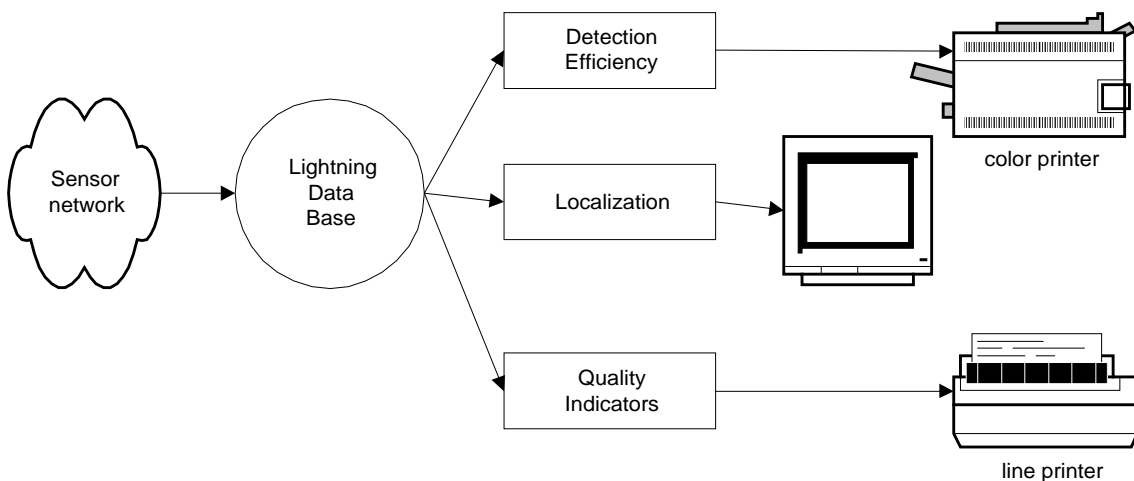 Sensor
network
Lightning
Data
Base
Detection
Efficiency
Localization
Quality
Indicators
color printer
line printer